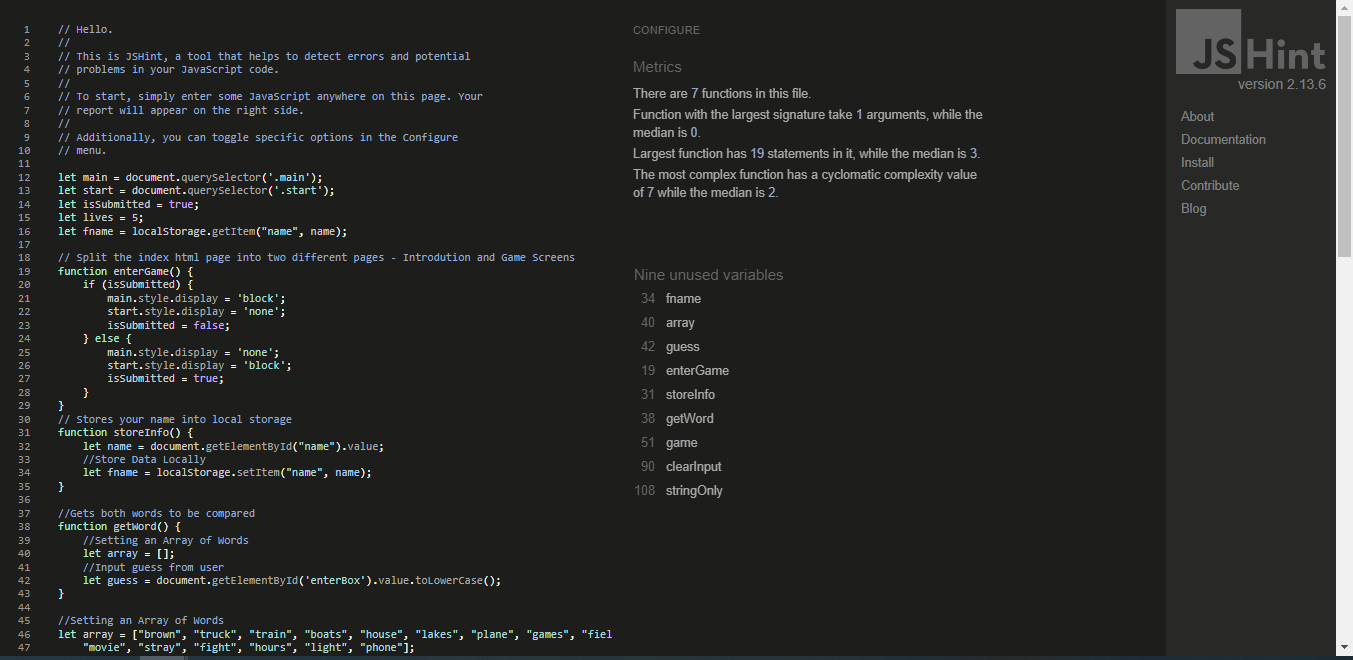 1 // Hello.
2 //
3 // This is JSHint, a tool that helps to detect errors and potential
4 // problems in your JavaScript code.
5 //
6 // To start, simply enter some JavaScript anywhere on this page. Your
7 // report will appear on the right side.
8 //
9 // Additionally, you can toggle specific options in the Configure
10 // menu.
11
12 let main = document.querySelector('.main');
13 let start = document.querySelector('.start');
14 let isSubmitted = true;
15 let lives = 5;
16 let fname = localStorage.getItem("name", name);
17
18 // Split the index html page into two different pages - Introdution and Game Screens
19 function enterGame() {
20 if (isSubmitted) {
21 main.style.display = 'block';
22 start.style.display = 'none';
23 isSubmitted = false;
24 } else {
25 main.style.display = 'none';
26 start.style.display = 'block';
27 isSubmitted = true;
28 }
29 }
30 // Stores your name into local storage
31 function storeInfo() {
32 let name = document.getElementById("name").value;
33 //Store Data Locally
34 let fname = localStorage.setItem("name", name);
35 }
36
37 //Gets both words to be compared
38 function getWord() {
39 //Setting an Array of Words
40 let array = [];
41 //Input guess from user
42 let guess = document.getElementById('enterBox').value.toLowerCase();
43 }
44
45 //Setting an Array of Words
46 let array = ["brown", "truck", "train", "boats", "house", "lakes", "plane", "games", "fiel
47 "movie", "stray", "fight", "hours", "light", "phone"];
CONFIGURE
Metrics
There are 7 functions in this file.
Function with the largest signature take 1 arguments, while the
median is 0.
Largest function has 19 statements in it, while the median is 3.
The most complex function has a cyclomatic complexity value
of 7 while the median is 2.
Nine unused variables
34 fname
40 array
42 guess
19 enterGame
31 storeInfo
38 getWord
51 game
90 clearInput
108 stringOnly
JSHint
version 2.13.6
About
Documentation
Install
Contribute
Blog